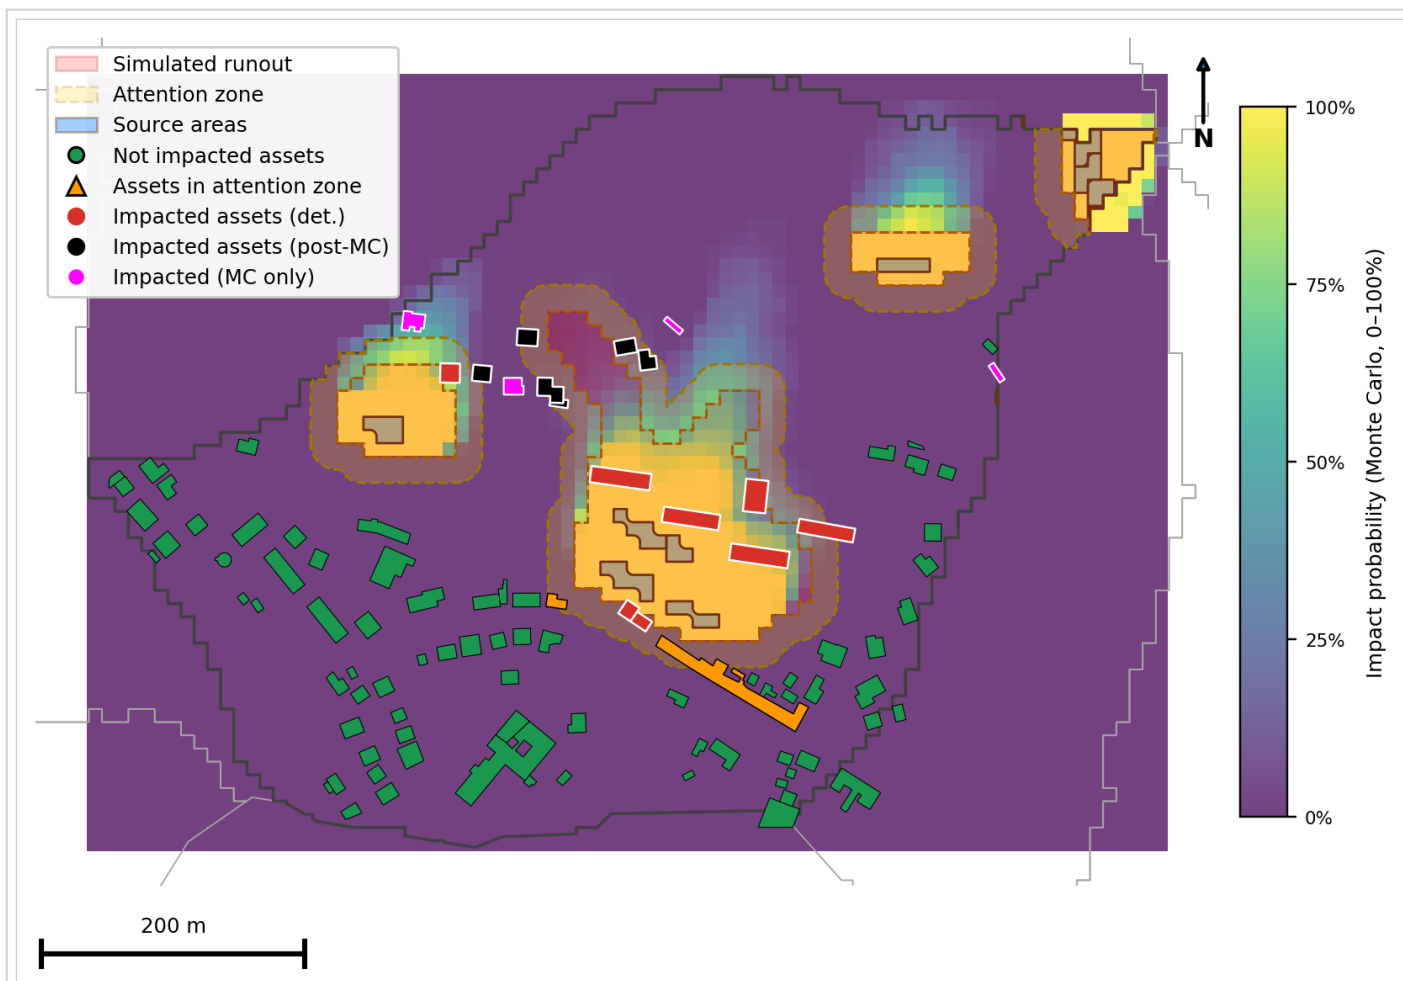 Simulated runout
Attention zone
Source areas
Not impacted assets
Assets in attention zone
Impacted assets (det.)
Impacted assets (post-MC)
Impacted (MC only)
N
100%
75%
50%
25%
0%
Impact probability (Monte Carlo, 0–100%)
200 m